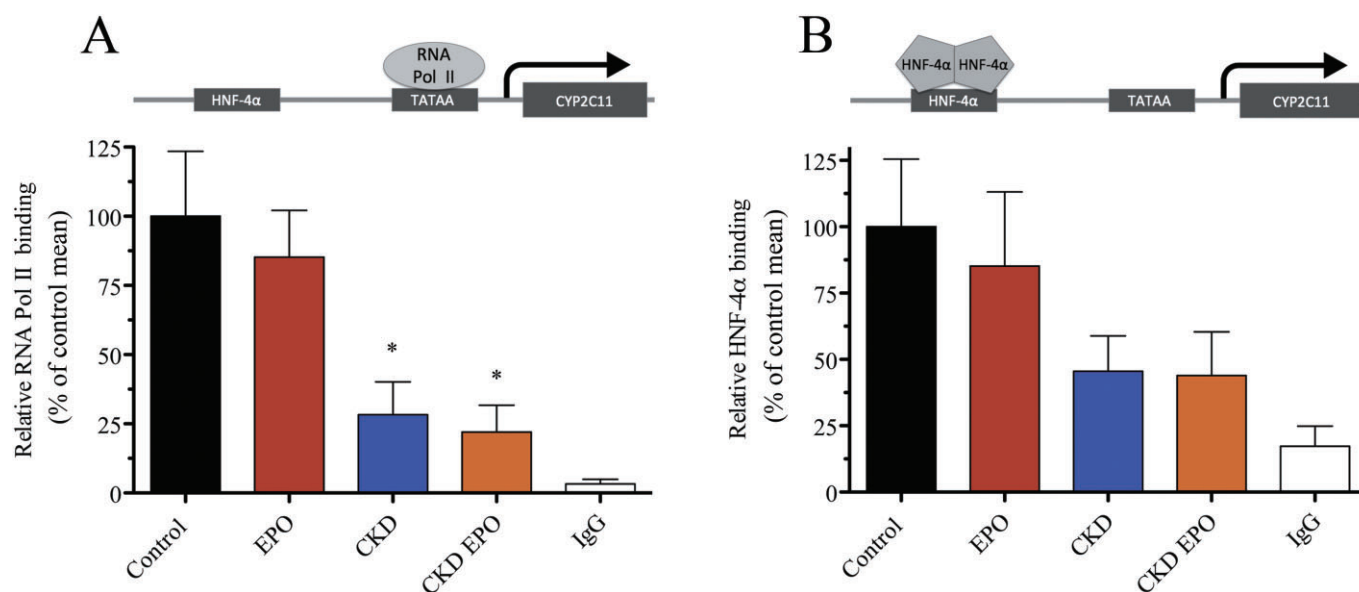 A
RNA
Pol II
HNF-4α
TATAA
CYP2C11
Relative RNA Pol II binding
(% of control mean)
125
100
75
50
25
0
*
*
Control
EPO
CKD
CKD EPO
IgG
B
HNF-4α
HNF-4α
HNF-4α
TATAA
CYP2C11
Relative HNF-4α binding
(% of control mean)
125
100
75
50
25
0
Control
EPO
CKD
CKD EPO
IgG